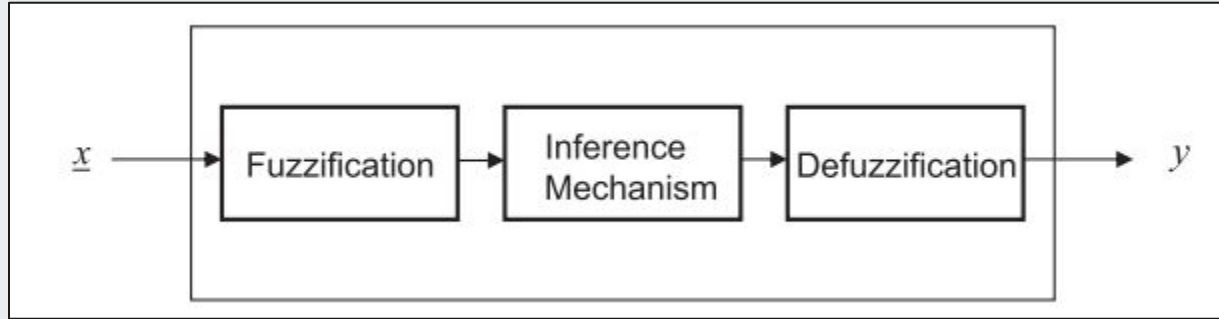 x
Fuzzification
Inference
Mechanism
Defuzzification
y